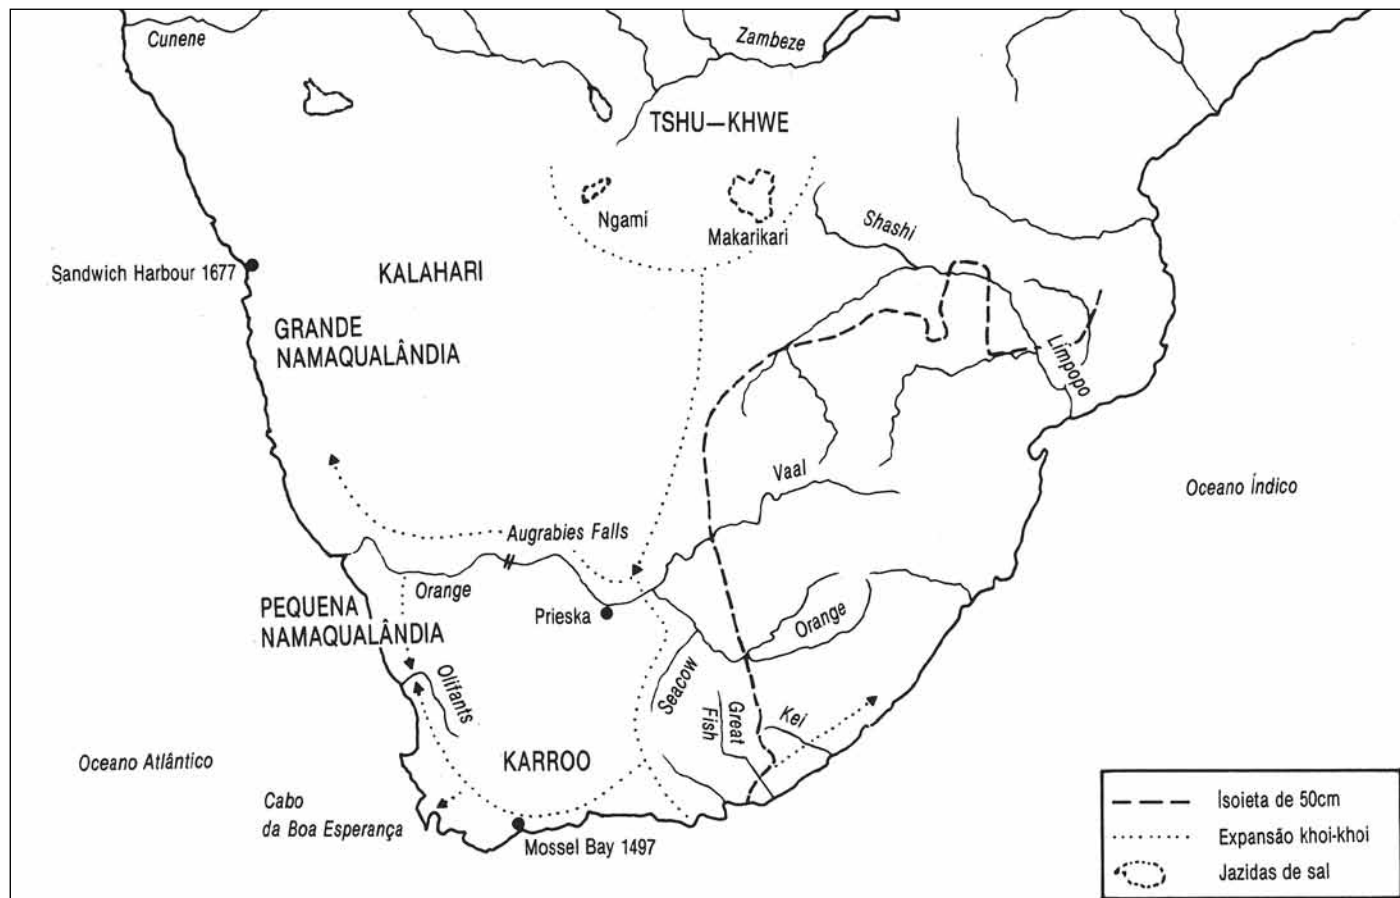 Cunene
Zambeze
TSHU—KHWE
Ngami
Makarikari
Shashi
Sandwich Harbour 1677
KALAHARI
GRANDE
NAMAQUALÂNDIA
Límpopo
Vaal
Oceano Índico
Augrabies Falls
Orange
PEQUENA
NAMAQUALÂNDIA
Prieska
Orange
Olifants
Seacow
Great
Fish
Kei
Oceano Atlântico
KARROO
Cabo
da Boa Esperança
Mossel Bay 1497
Isoieta de 50cm
Expansão khoi-khoi
Jazidas de sal